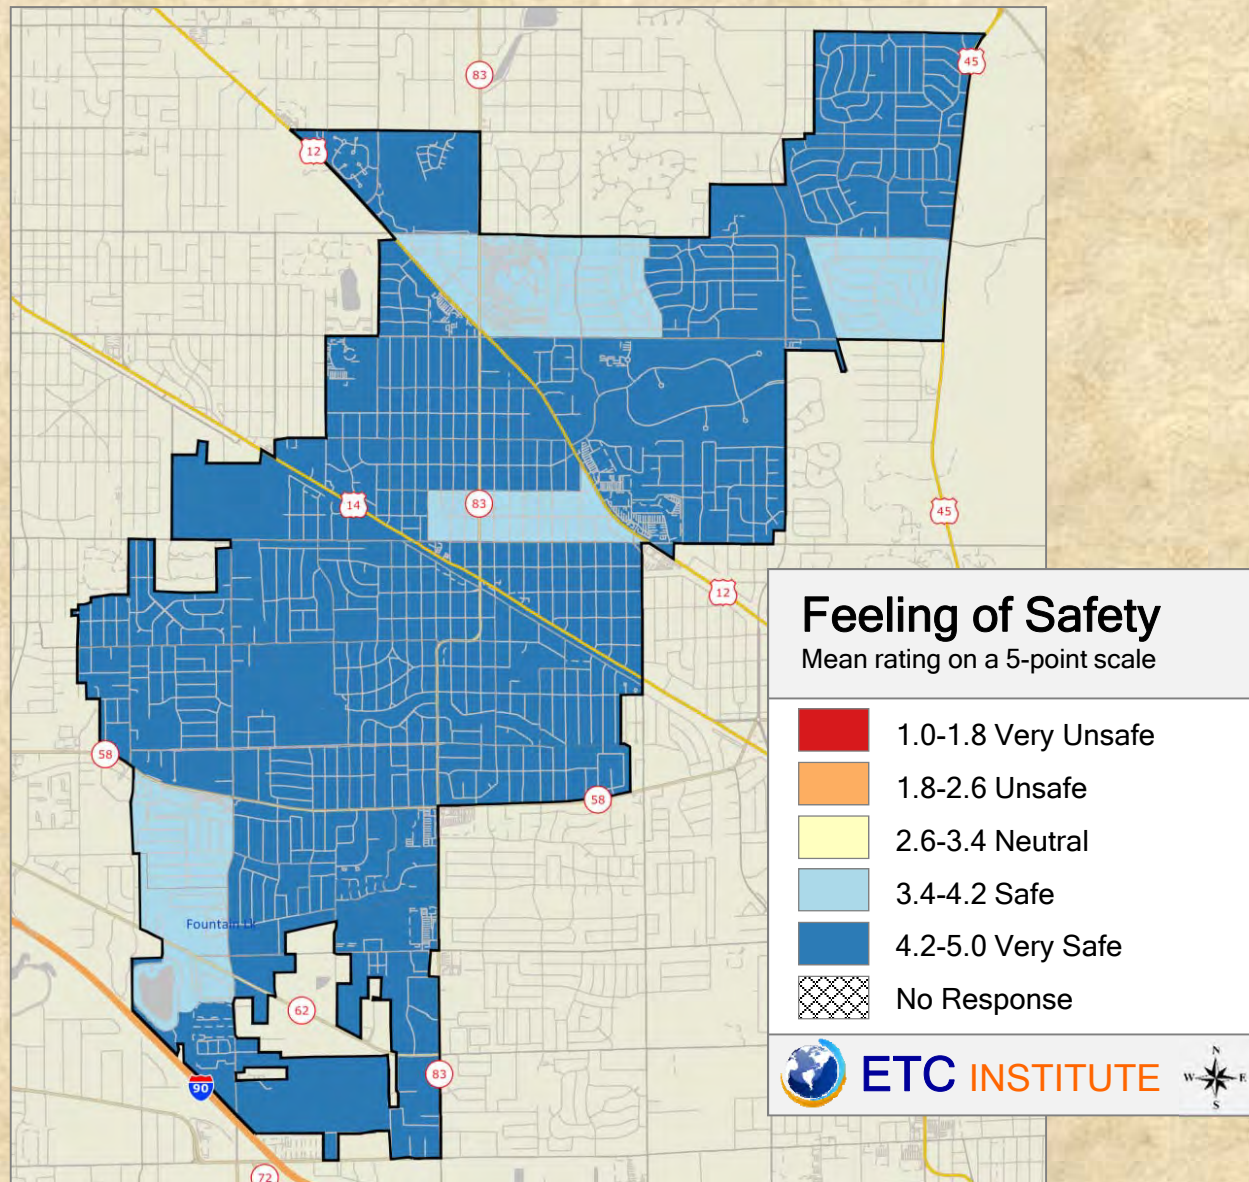 83
45
12
83
14
45
12
58
58
Fountain Lk
62
83
90
72
Feeling of Safety
Mean rating on a 5-point scale
1.0-1.8 Very Unsafe
1.8-2.6 Unsafe
2.6-3.4 Neutral
3.4-4.2 Safe
4.2-5.0 Very Safe
No Response
ETC INSTITUTE
N
W E
S